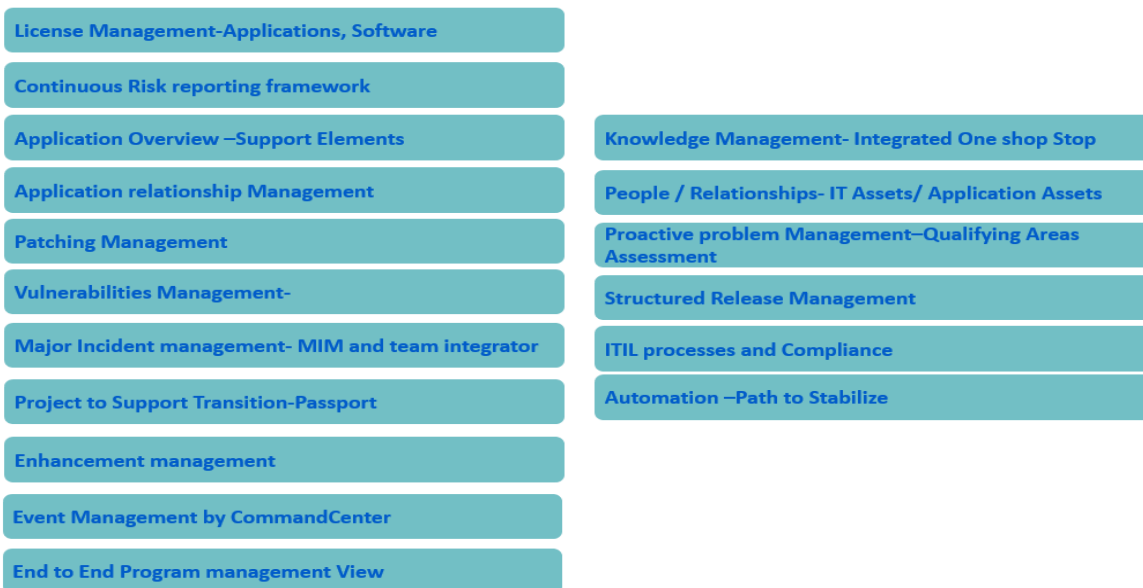 License Management-Applications, Software
Continuous Risk reporting framework
Application Overview –Support Elements
Application relationship Management
Patching Management
Vulnerabilities Management-
Major Incident management- MIM and team integrator
Project to Support Transition-Passport
Enhancement management
Event Management by CommandCenter
End to End Program management View
Knowledge Management- Integrated One shop Stop
People / Relationships- IT Assets/ Application Assets
Proactive problem Management–Qualifying Areas
Assessment
Structured Release Management
ITIL processes and Compliance
Automation –Path to Stabilize